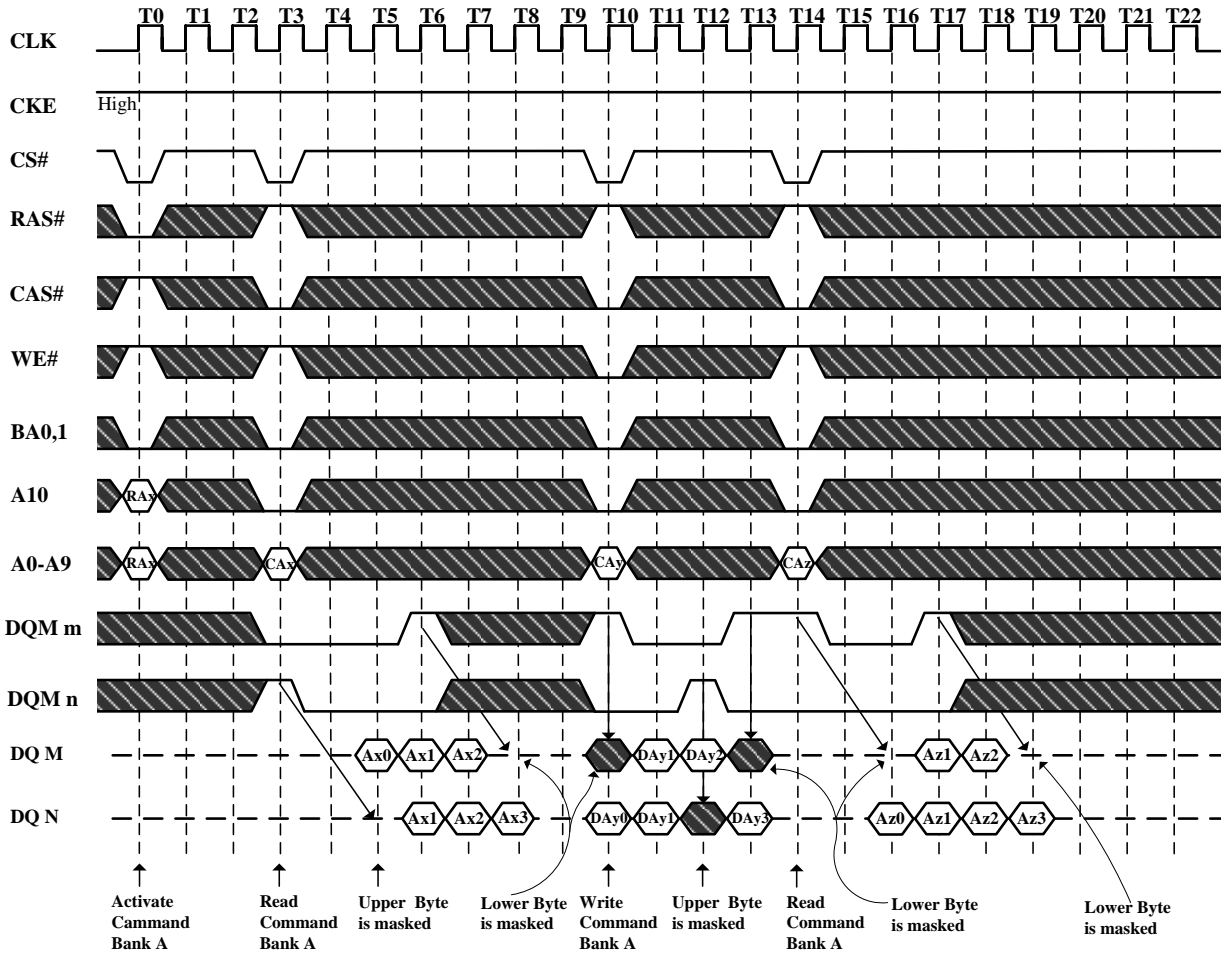 T0 T1 T2 T3 T4 T5 T6 T7 T8 T9 T10 T11 T12 T13 T14 T15 T16 T17 T18 T19 T20 T21 T22
CLK
CKE High
CS#
RAS#
CAS#
WE#
BA0,1
A10 RAx
A0-A9 RAx CAx CAy CAz
DQM m
DQM n
DQ M Ax0 Ax1 Ax2 DAy1 DAy2 Az1 Az2
DQ N Ax1 Ax2 Ax3 DAy0 DAy1 DAy3 Az0 Az1 Az2 Az3
Activate
Cammand
Bank A
Read
Command
Bank A
Upper Byte
is masked
Lower Byte
is masked
Write
Command
Bank A
Upper Byte
is masked
Read
Command
Bank A
Lower Byte
is masked
Lower Byte
is masked